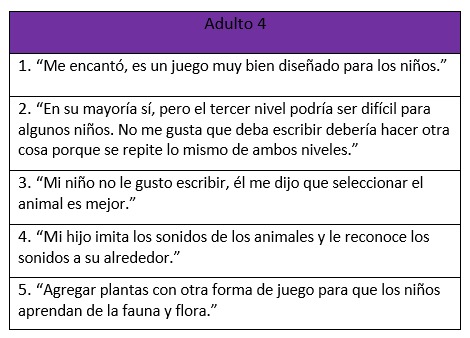 Adulto 4
1. “Me encantó, es un juego muy bien diseñado para los niños.”
2. “En su mayoría sí, pero el tercer nivel podría ser difícil para
algunos niños. No me gusta que deba escribir debería hacer otra
cosa porque se repite lo mismo de ambos niveles.”
3. “Mi niño no le gusto escribir, él me dijo que seleccionar el
animal es mejor.”
4. “Mi hijo imita los sonidos de los animales y le reconoce los
sonidos a su alrededor.”
5. “Agregar plantas con otra forma de juego para que los niños
aprendan de la fauna y flora.”